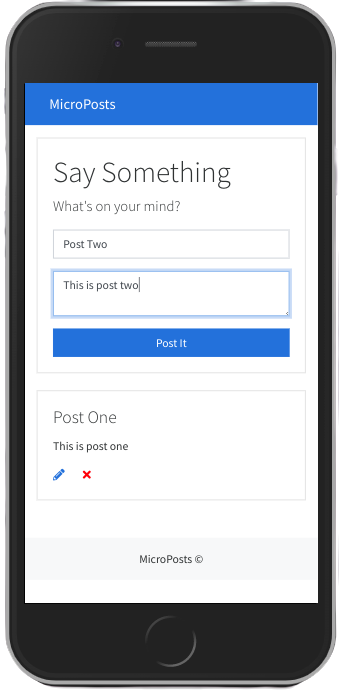 MicroPosts
Say Something
What's on your mind?
Post Two
This is post two
Post It
Post One
This is post one
MicroPosts ©